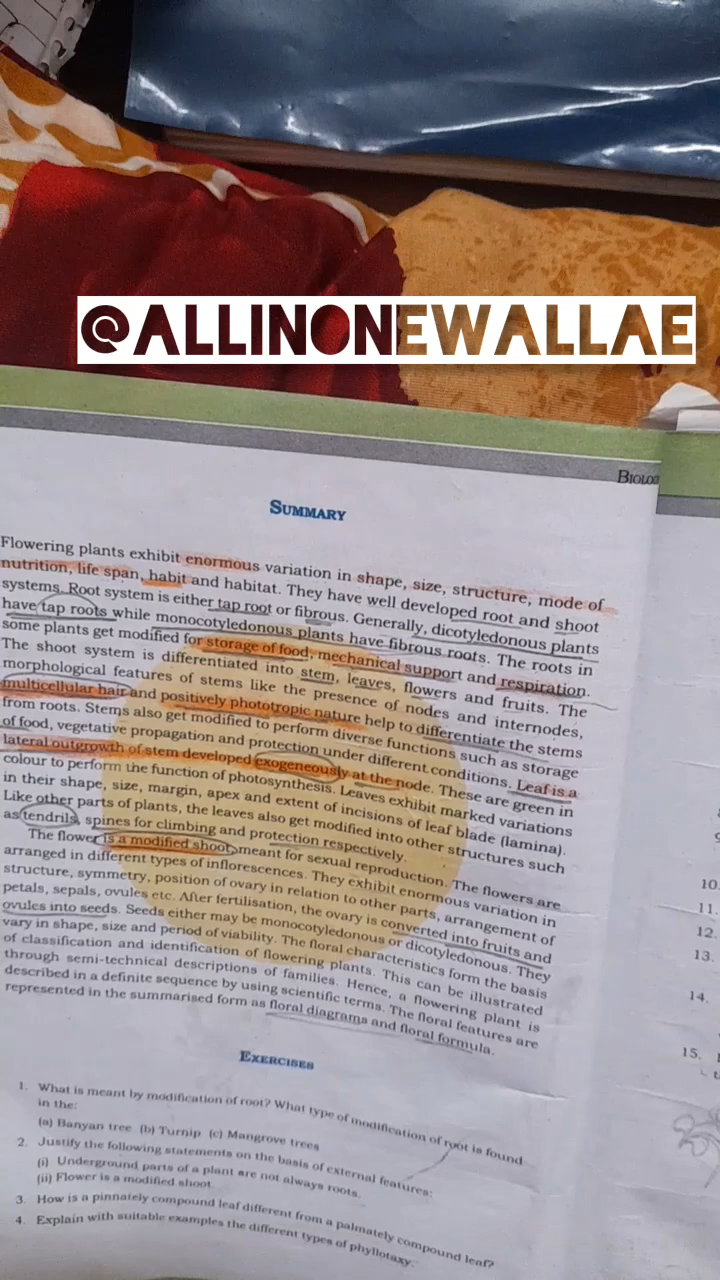 @ALLINONEWALLAE
BIOLOG
SUMMARY
Flowering plants exhibit enormous variation in shape, size, structure, mode of
nutrition, life span, habit and habitat. They have well developed root and shoot
systems. Root system is either tap root or fibrous. Generally, dicotyledonous plants
have tap roots while monocotyledonous plants have fibrous roots. The roots in
some plants get modified for storage of food, mechanical support and respiration.
The shoot system is differentiated into stem, leaves, flowers and fruits. The
morphological features of stems like the presence of nodes and internodes,
multicellular hair and positively phototropic nature help to differentiate the stems
from roots. Stems also get modified to perform diverse functions such as storage
of food, vegetative propagation and protection under different conditions. Leaf is a
lateral outgrowth of stem developed exogeneously at the node. These are green in
colour to perform the function of photosynthesis. Leaves exhibit marked variations
in their shape, size, margin, apex and extent of incisions of leaf blade (lamina).
Like other parts of plants, the leaves also get modified into other structures such
as tendrils, spines for climbing and protection respectively.
The flower is a modified shoot meant for sexual reproduction. The flowers are
arranged in different types of inflorescences. They exhibit enormous variation in
structure, symmetry, position of ovary in relation to other parts, arrangement of
petals, sepals, ovules etc. After fertilisation, the ovary is converted into fruits and
ovules into seeds. Seeds either may be monocotyledonous or dicotyledonous. They
vary in shape, size and period of viability. The floral characteristics form the basis
of classification and identification of flowering plants. This can be illustrated
through semi-technical descriptions of families. Hence, a flowering plant is
described in a definite sequence by using scientific terms. The floral features are
represented in the summarised form as floral diagrams and floral formula.
EXERCISES
1. What is meant by modification of root? What type of modification of root is found
in the:
(a) Banyan tree (b) Turnip (c) Mangrove trees
2. Justify the following statements on the basis of external features:
(i) Underground parts of a plant are not always roots.
(ii) Flower is a modified shoot.
3. How is a pinnately compound leaf different from a palmately compound leaf?
4. Explain with suitable examples the different types of phyllotaxy.
10.
11.
12.
13.
14.
15.